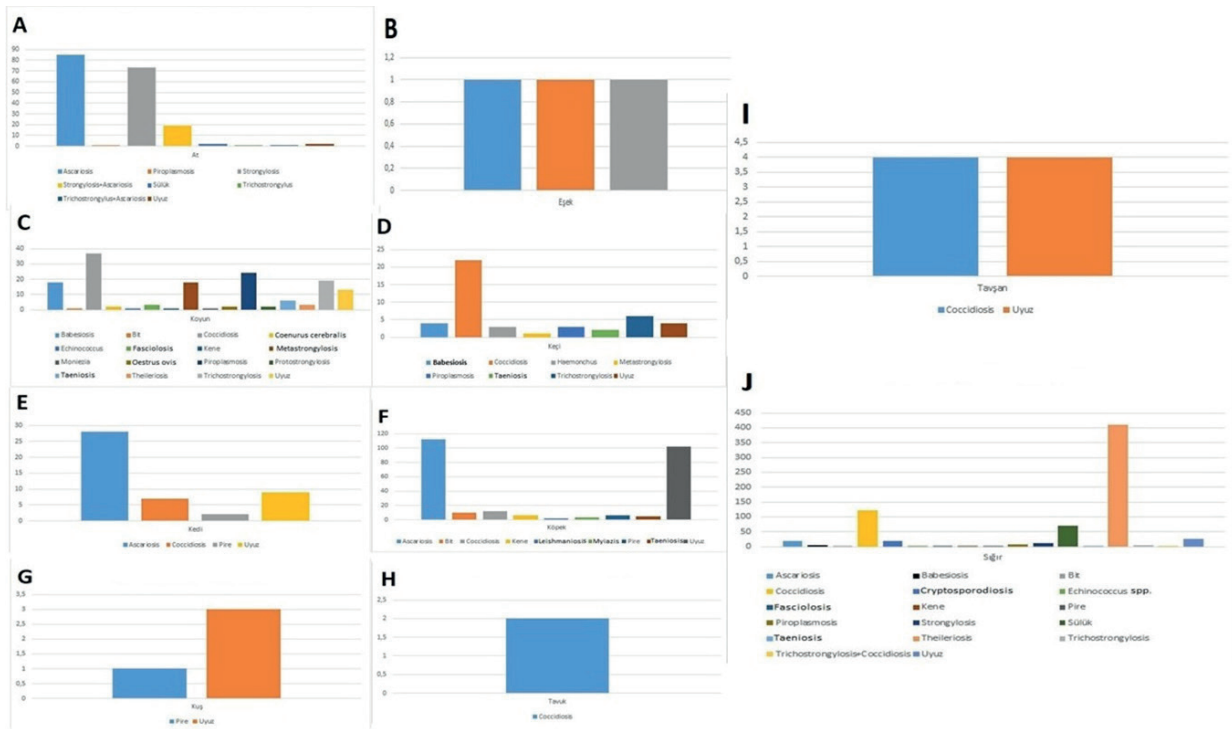 A
90
80
70
60
50
40
30
20
10
0
At
Ascariosis Piroplasmosis Strongylosis
Strongylosis+Ascariosis Sülük Trichostrongylus
Trichostrongylus+Ascariosis Uyuz
B
1,2
1
0,8
0,6
0,4
0,2
0
Eşek
C
40
30
20
10
0
Koyun
Babesiosis Bit Coccidiosis Coenurus cerebralis
Echinococcus Fasciolosis Kene Metastrongylosis
Moniezia Oestrus ovis Piroplasmosis Protostrongylosis
Taeniosis Theileriosis Trichostrongylosis Uyuz
D
25
20
15
10
5
0
Keçi
Babesiosis Coccidiosis Haemonchus Metastrongylosis
Piroplasmosis Taeniosis Trichostrongylosis Uyuz
E
30
25
20
15
10
5
0
Kedi
Ascariosis Coccidiosis Pire Uyuz
F
120
100
80
60
40
20
0
Köpek
Ascariosis Bit Coccidiosis Kene Leishmaniosis Myiazis Pire Taeniosis Uyuz
G
3,5
3
2,5
2
1,5
1
0,5
0
Kuş
Pire Uyuz
H
2,5
2
1,5
1
0,5
0
Tavuk
Coccidiosis
I
4,5
4
3,5
3
2,5
2
1,5
1
0,5
0
Tavşan
Coccidiosis Uyuz
J
450
400
350
300
250
200
150
100
50
0
Sığır
Ascariosis Babesiosis Bit
Coccidiosis Cryptosporodiosis Echinococcus spp.
Fasciolosis Kene Pire
Piroplasmosis Strongylosis Sülük
Taeniosis Theileriosis Trichostrongylosis
Trichostrongylosis+Coccidiosis Uyuz